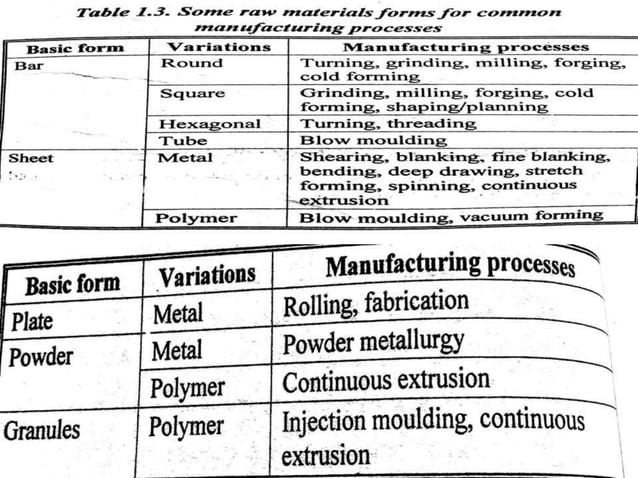 Table 1.3. Some raw materials forms for common
manufacturing processes
Basic form Variations Manufacturing processes
Bar Round Turning, grinding, milling, forging,
cold forming
Square Grinding, milling, forging, cold
forming, shaping/planning
Hexagonal Turning, threading
Tube Blow moulding
Sheet Metal Shearing, blanking, fine blanking,
bending, deep drawing, stretch
forming, spinning, continuous
extrusion
Polymer Blow moulding, vacuum forming
Basic form Variations Manufacturing processes
Plate Metal Rolling, fabrication
Powder Metal Powder metallurgy
Polymer Continuous extrusion
Granules Polymer Injection moulding, continuous
extrusion